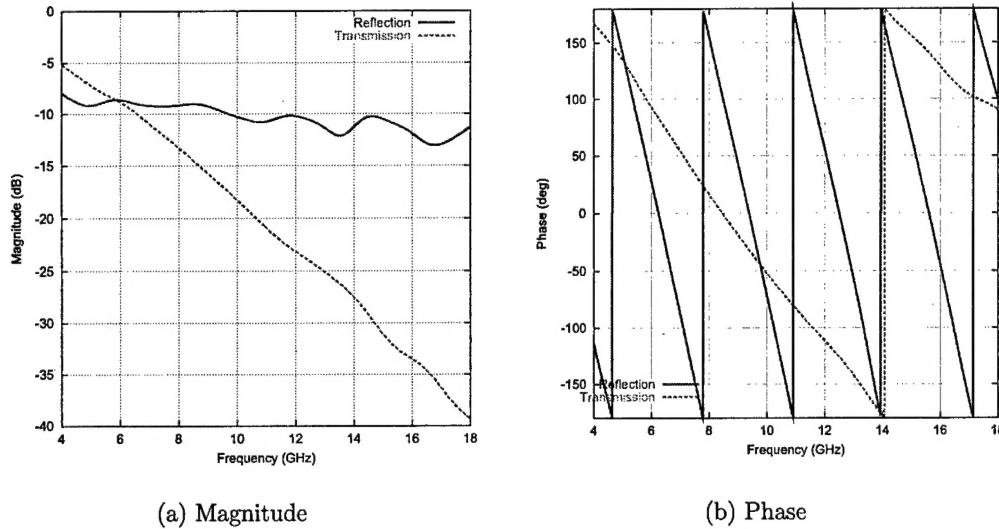 0
-5
-10
-15
-20
-25
-30
-35
-40
Magnitude (dB)
Reflection
Transmission
4 6 8 10 12 14 16 18
Frequency (GHz)
(a) Magnitude
150
100
50
0
-50
-100
-150
Phase (deg)
Reflection
Transmission
4 6 8 10 12 14 16 18
Frequency (GHz)
(b) Phase